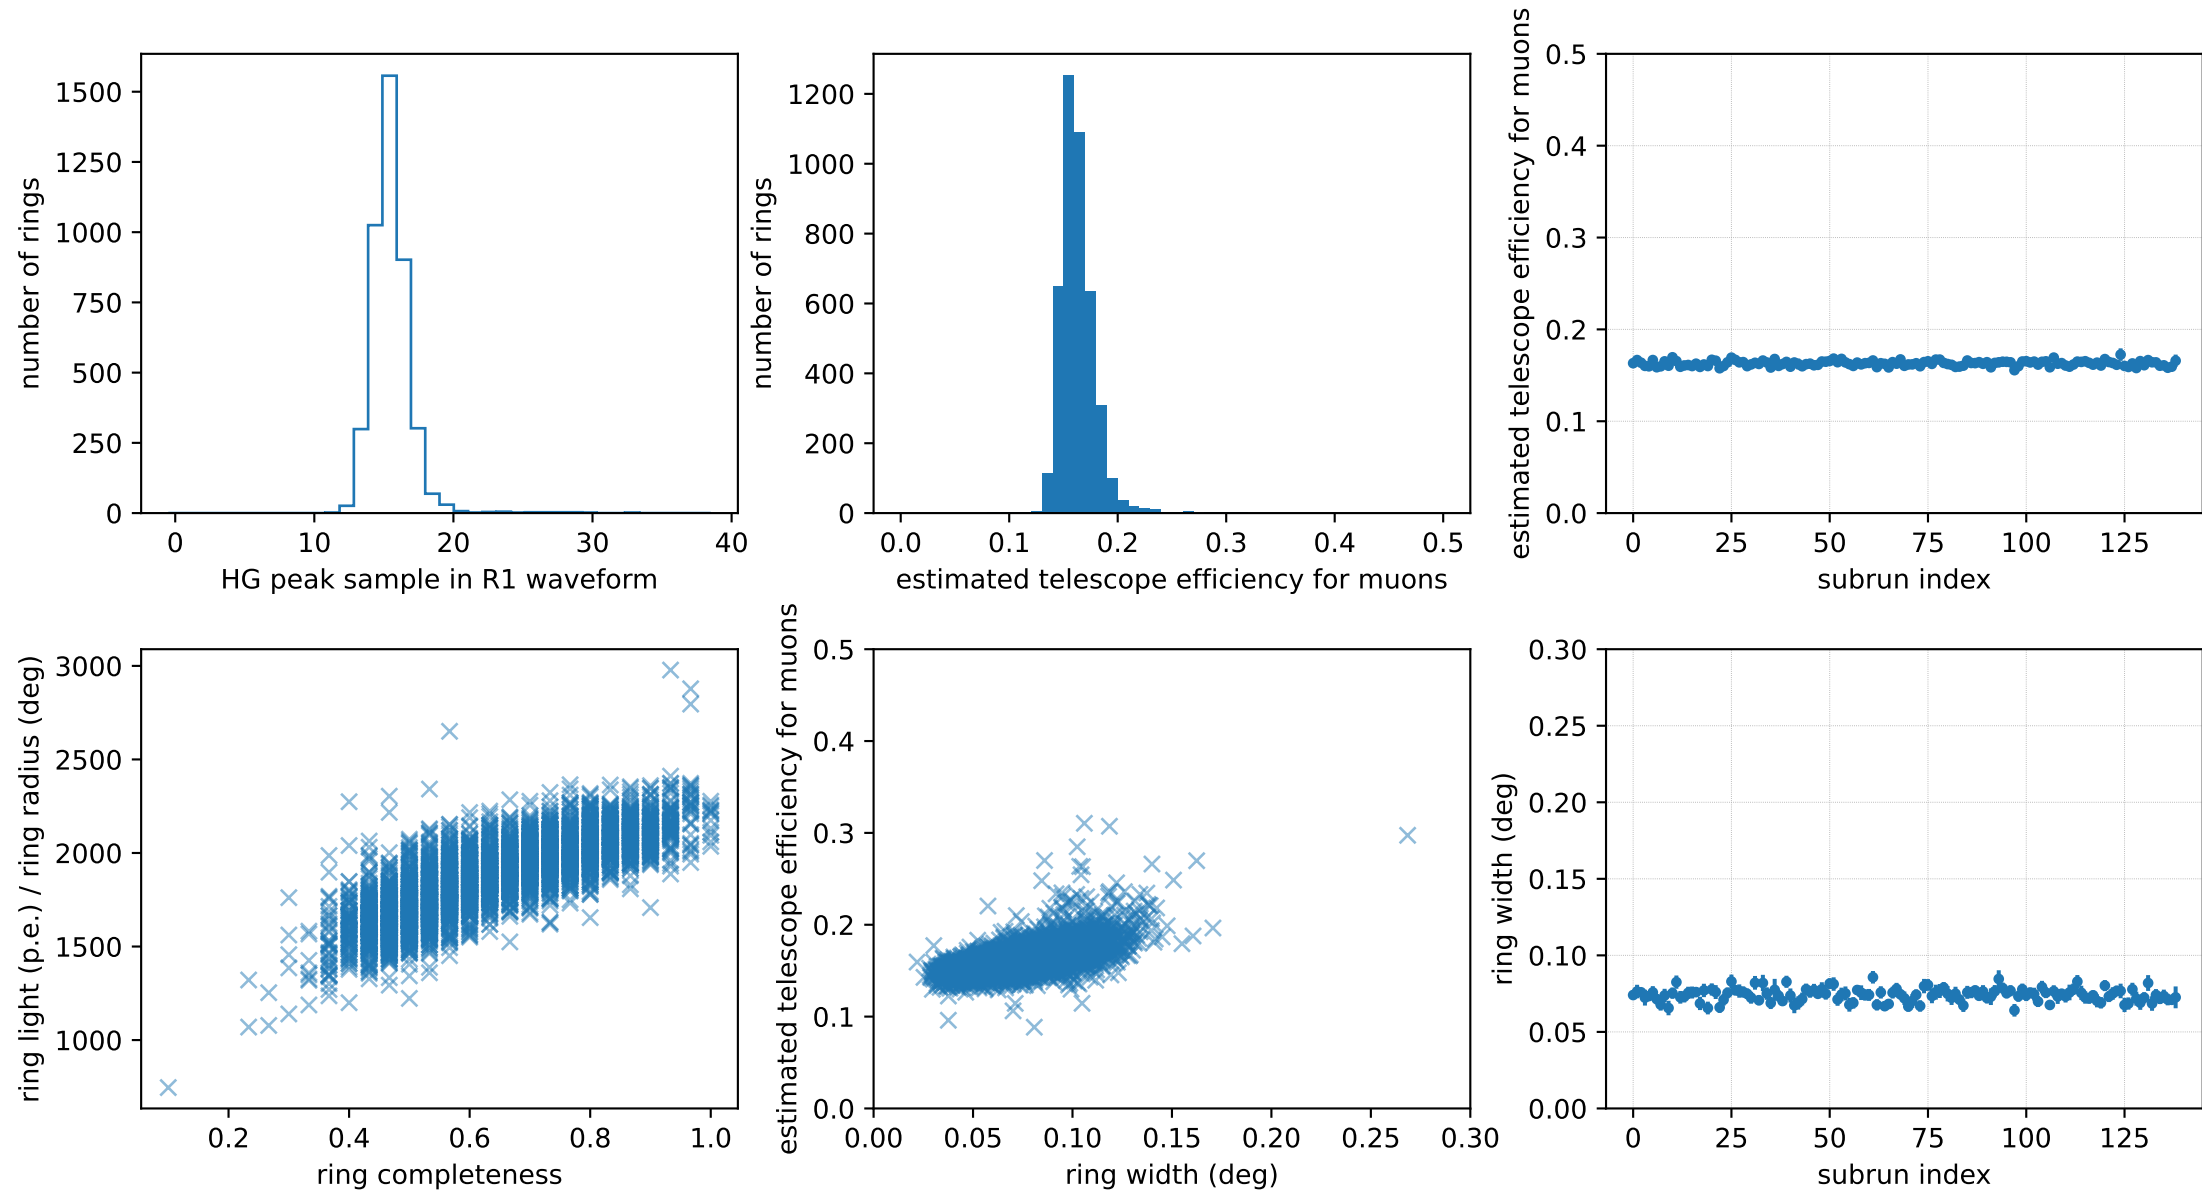 1500
1250
1000
750
500
250
0
number of rings
0 10 20 30 40
HG peak sample in R1 waveform
1200
1000
800
600
400
200
0
number of rings
0.0 0.1 0.2 0.3 0.4 0.5
estimated telescope efficiency for muons
0.5
0.4
0.3
0.2
0.1
0.0
estimated telescope efficiency for muons
0 25 50 75 100 125
subrun index
3000
2500
2000
1500
1000
ring light (p.e.) / ring radius (deg)
0.2 0.4 0.6 0.8 1.0
ring completeness
0.5
0.4
0.3
0.2
0.1
0.0
estimated telescope efficiency for muons
0.00 0.05 0.10 0.15 0.20 0.25 0.30
ring width (deg)
0.30
0.25
0.20
0.15
0.10
0.05
0.00
ring width (deg)
0 25 50 75 100 125
subrun index